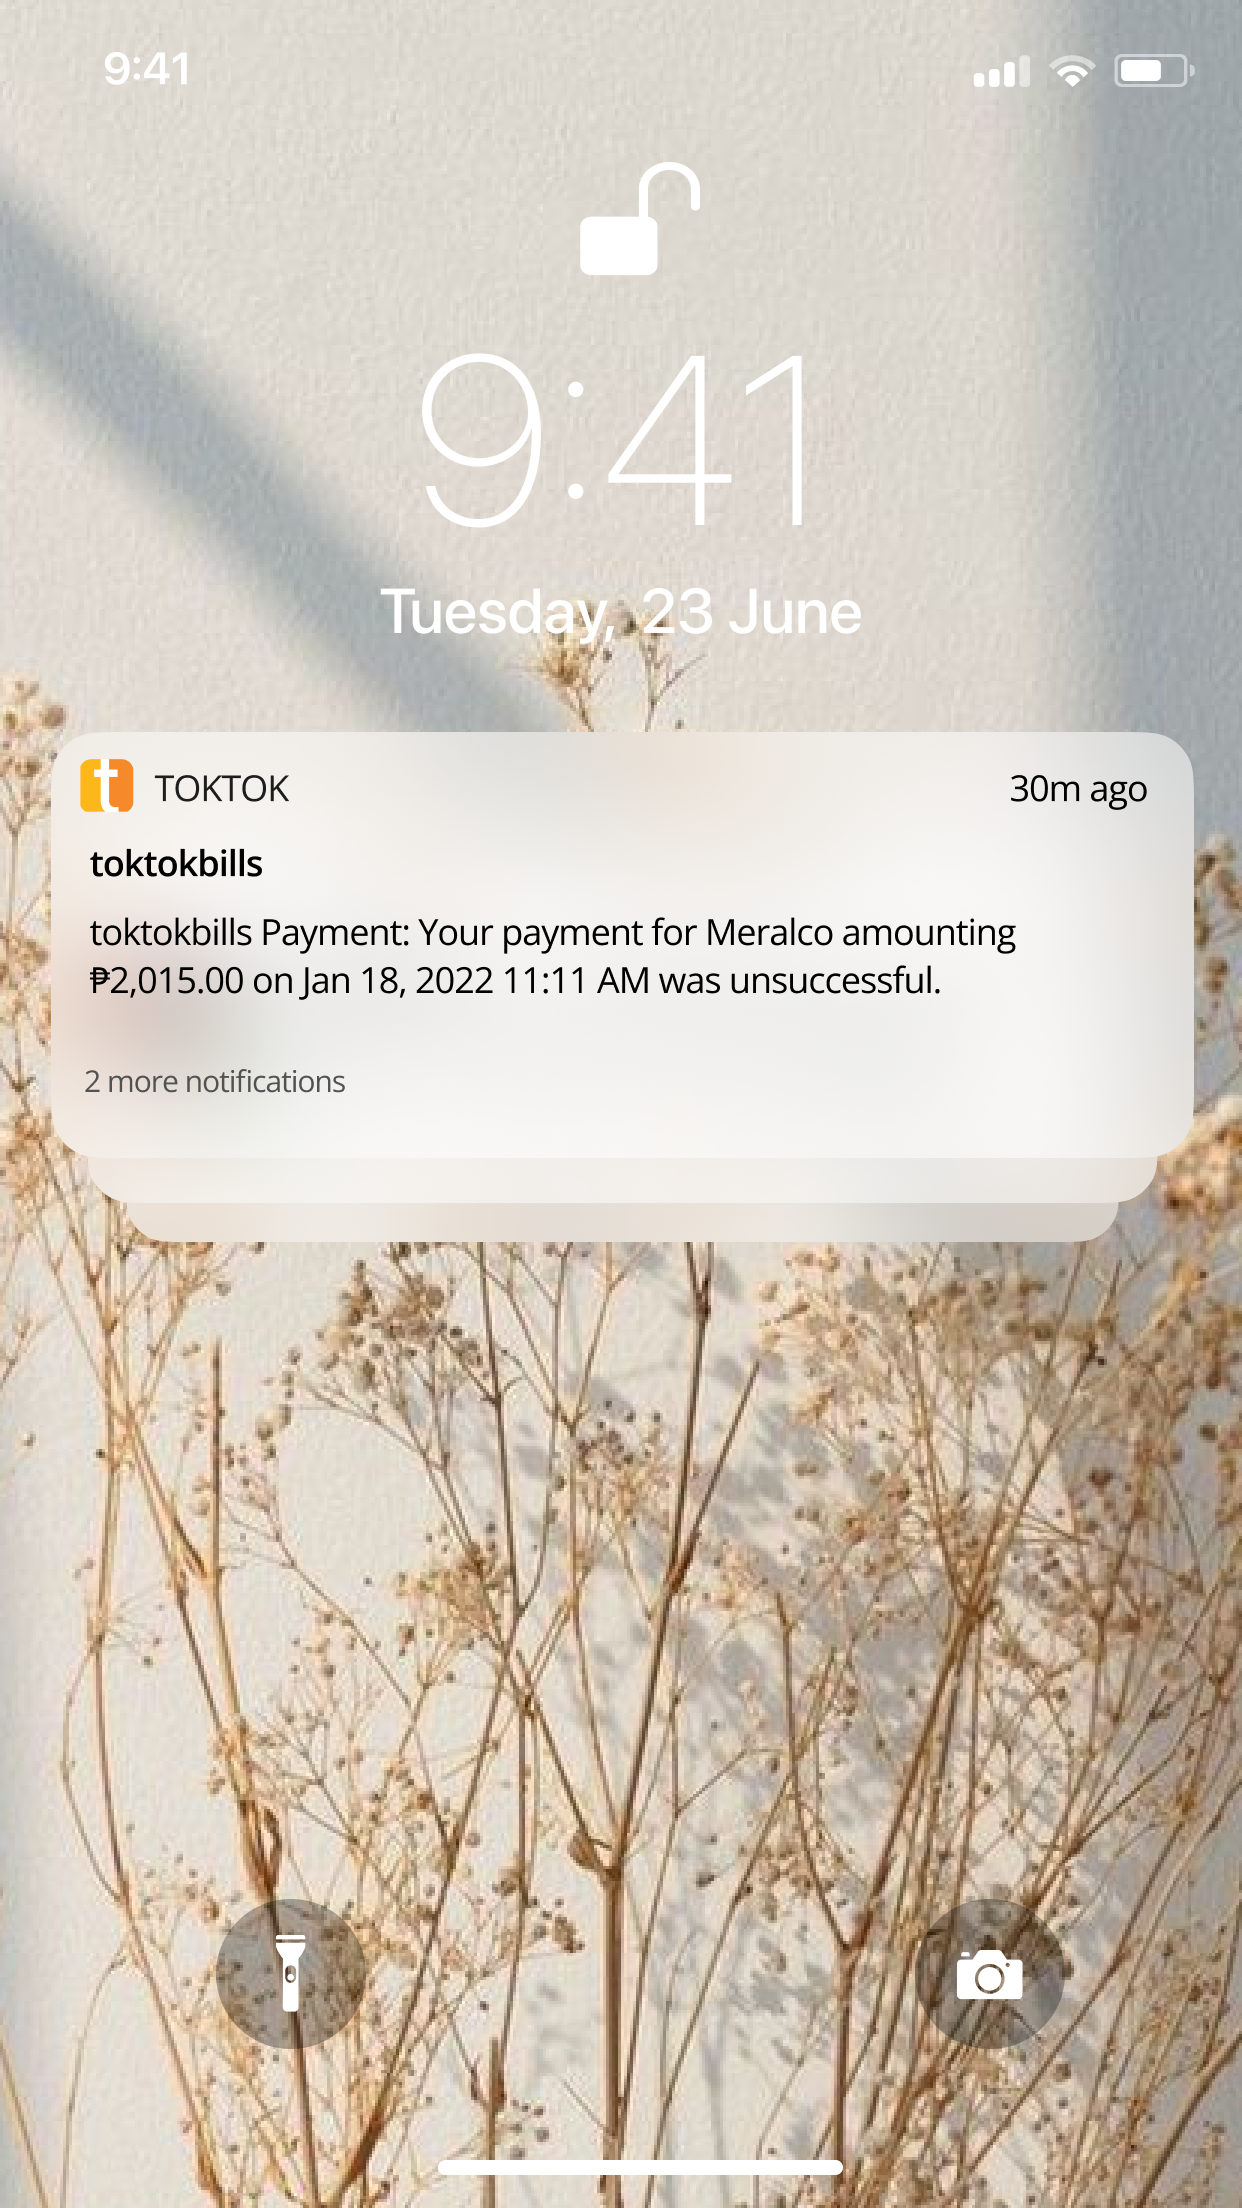 9:41
9:41
Tuesday, 23 June
t TOKTOK 30m ago
toktokbills
toktokbills Payment: Your payment for Meralco amounting
₱2,015.00 on Jan 18, 2022 11:11 AM was unsuccessful.
2 more notifications